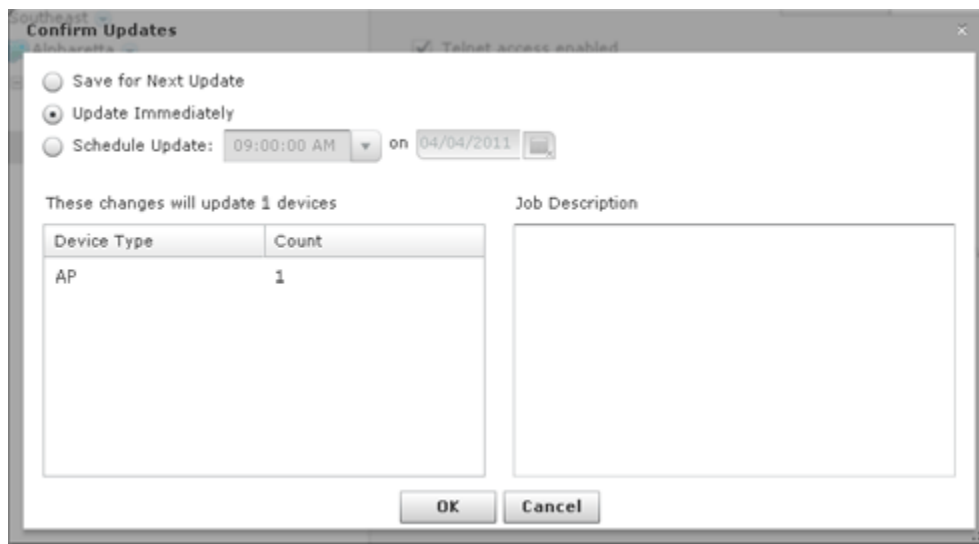 Southeast
Confirm Updates
Alpharetta
Telnet access enabled
Save for Next Update
Update Immediately
Schedule Update: 09:00:00 AM on 04/04/2011
These changes will update 1 devices
Job Description
Device Type Count
AP 1
OK Cancel